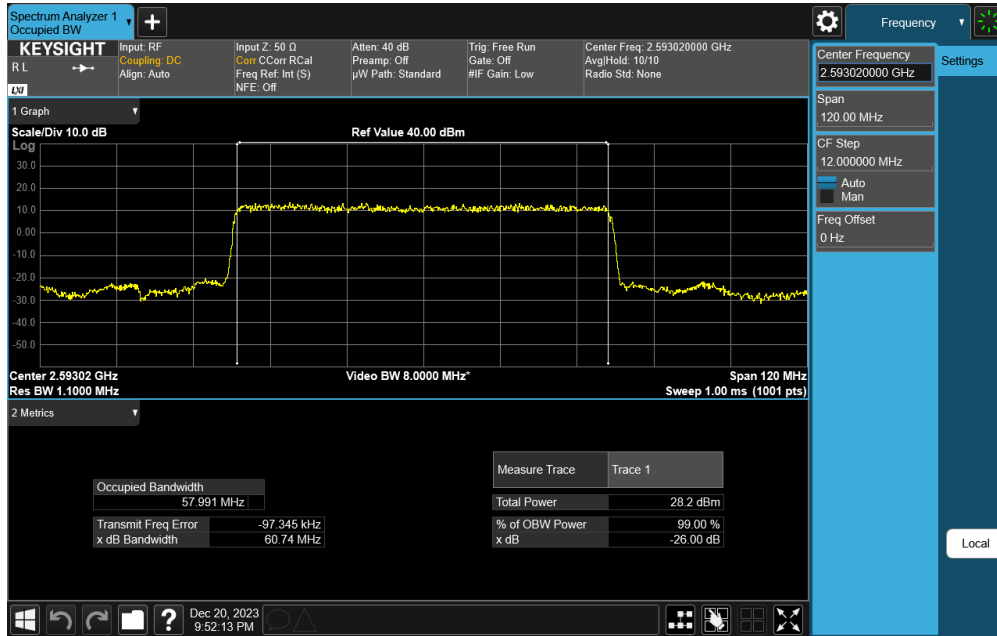 Spectrum Analyzer 1
Occupied BW
Frequency
KEYSIGHT
R L
LXI
Input: RF
Coupling: DC
Align: Auto
Input Z: 50 Ω
Corr CCorr RCal
Freq Ref: Int (S)
NFE: Off
Atten: 40 dB
Preamp: Off
µW Path: Standard
Trig: Free Run
Gate: Off
#IF Gain: Low
Center Freq: 2.593020000 GHz
Avg|Hold: 10/10
Radio Std: None
Center Frequency
2.593020000 GHz
Settings
Span
120.00 MHz
CF Step
12.000000 MHz
Auto
Man
Freq Offset
0 Hz
Local
1 Graph
Scale/Div 10.0 dB
Ref Value 40.00 dBm
Log
30.0
20.0
10.0
0.00
-10.0
-20.0
-30.0
-40.0
-50.0
Center 2.59302 GHz
Video BW 8.0000 MHz*
Span 120 MHz
Res BW 1.1000 MHz
Sweep 1.00 ms (1001 pts)
2 Metrics
Measure Trace Trace 1
Occupied Bandwidth
57.991 MHz
Total Power 28.2 dBm
Transmit Freq Error -97.345 kHz
% of OBW Power 99.00 %
x dB Bandwidth 60.74 MHz
x dB -26.00 dB
Dec 20, 2023
9:52:13 PM